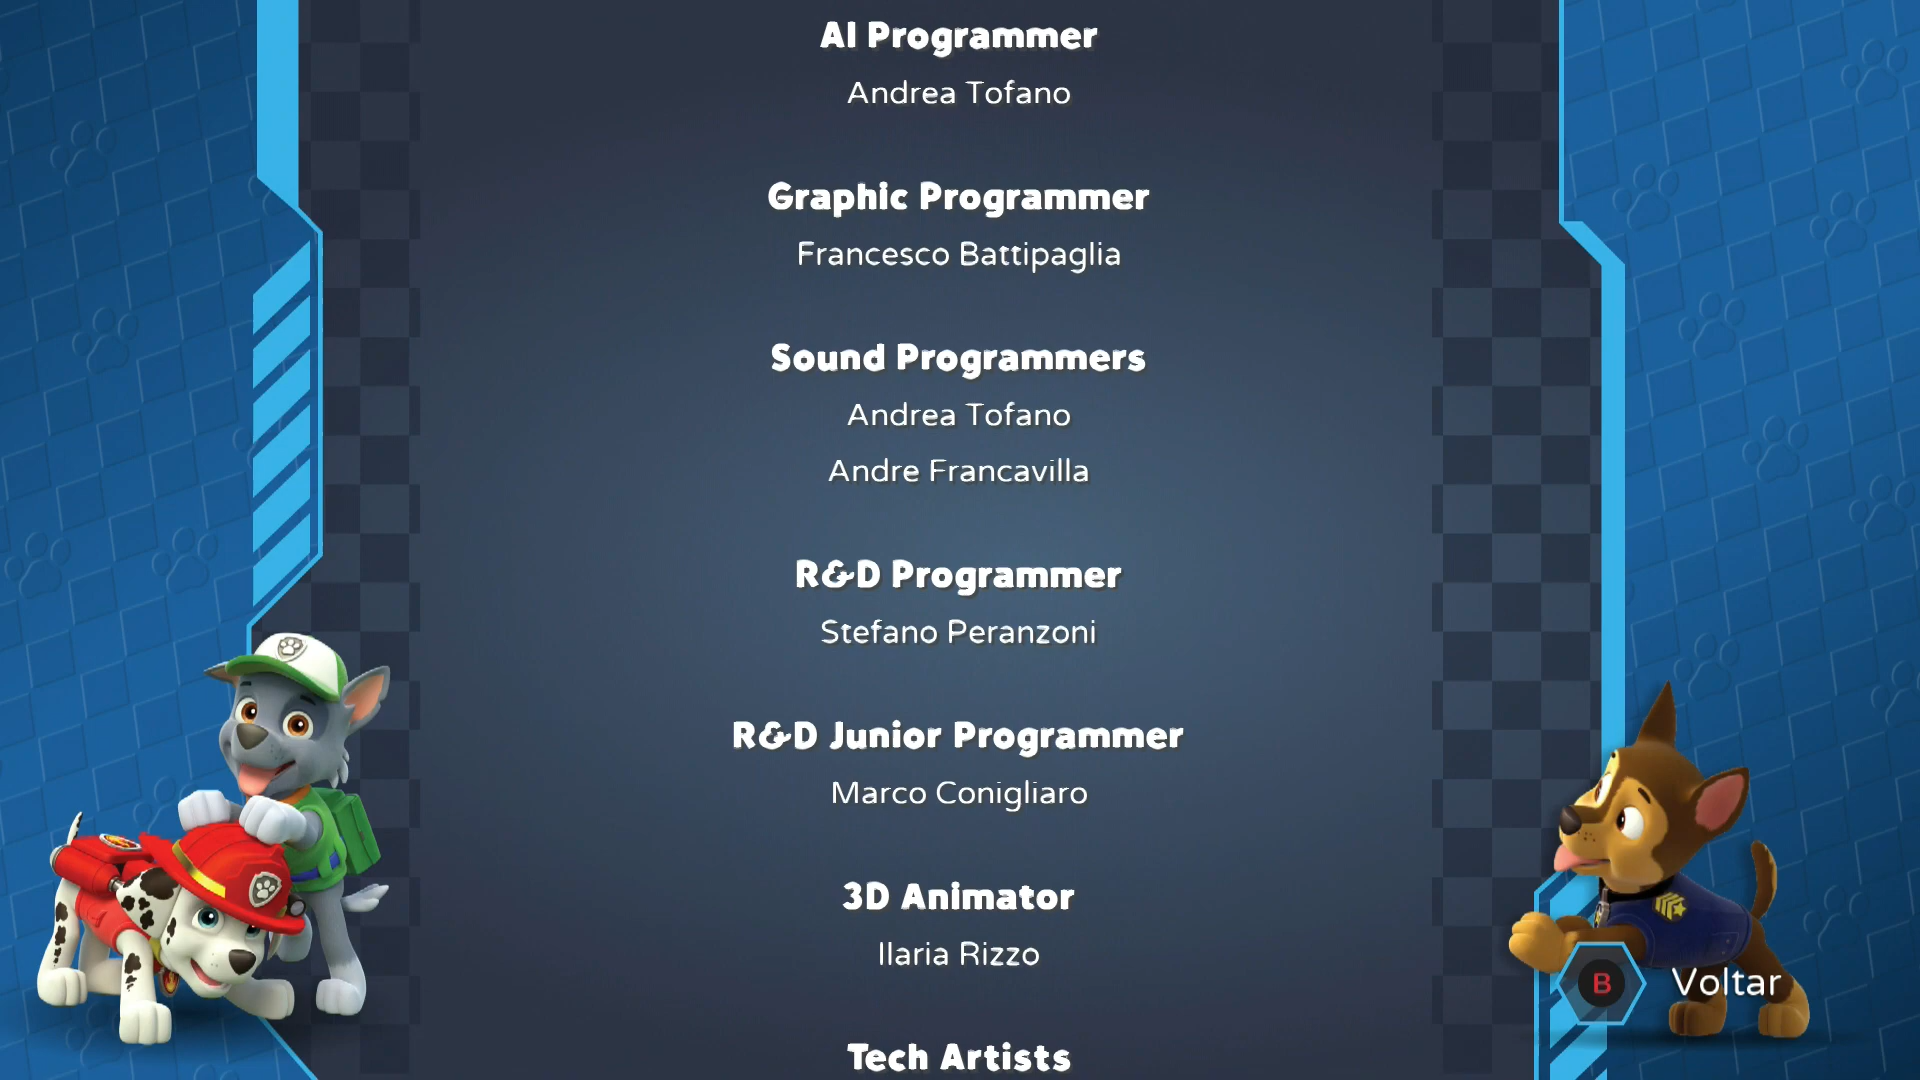 AI Programmer
Andrea Tofano
Graphic Programmer
Francesco Battipaglia
Sound Programmers
Andrea Tofano
Andre Francavilla
R&D Programmer
Stefano Peranzoni
R&D Junior Programmer
Marco Conigliaro
3D Animator
Ilaria Rizzo
B Voltar
Tech Artists